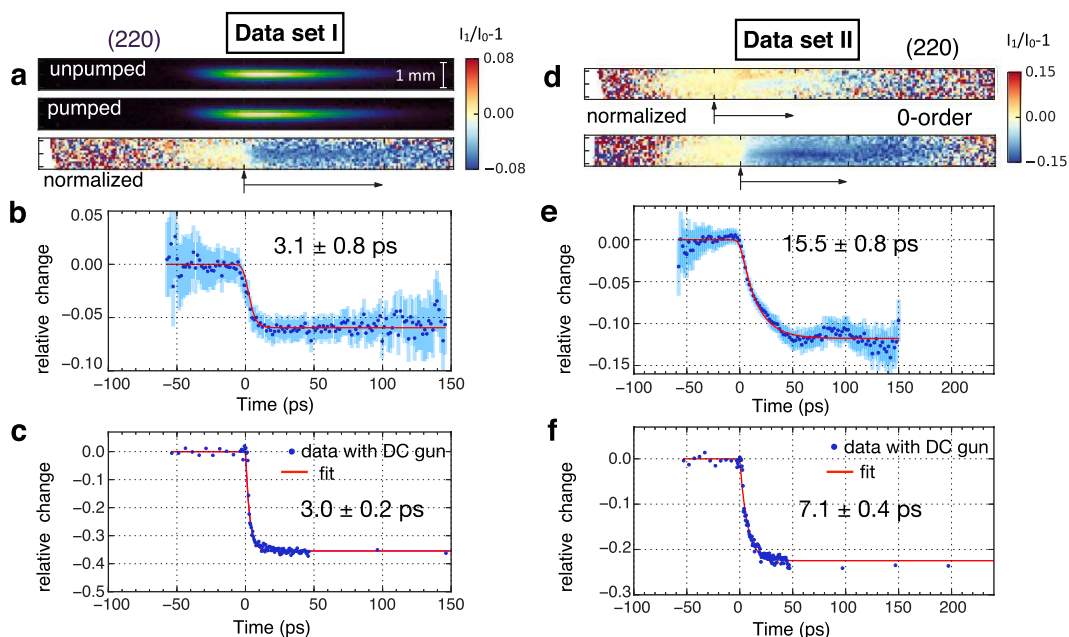 Data set I
(220)
I₁/I₀-1
a
unpumped
1 mm
pumped
normalized
0.08
0.00
−0.08
b
0.05
0.00
−0.05
−0.10
relative change
3.1 ± 0.8 ps
−100 −50 0 50 100 150
Time (ps)
c
0.0
−0.1
−0.2
−0.3
−0.4
−0.5
relative change
data with DC gun
fit
3.0 ± 0.2 ps
−100 −50 0 50 100 150
Time (ps)
Data set II
(220)
I₁/I₀-1
d
normalized
0-order
0.15
0.00
−0.15
e
0.00
−0.05
−0.10
−0.15
relative change
15.5 ± 0.8 ps
−100 −50 0 50 100 150 200
Time (ps)
f
0.0
−0.1
−0.2
−0.3
relative change
data with DC gun
fit
7.1 ± 0.4 ps
−100 −50 0 50 100 150 200
Time (ps)